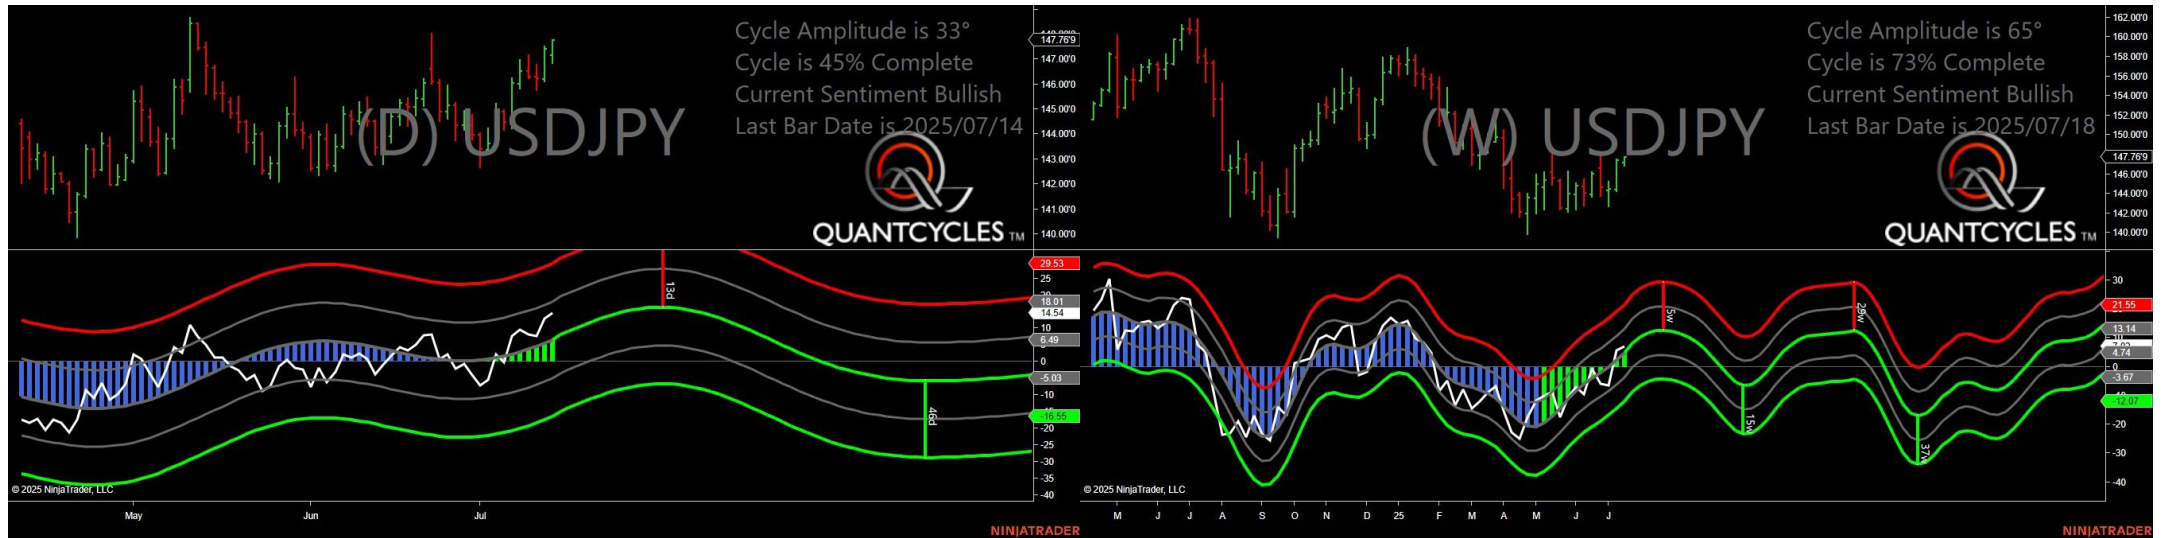 Cycle Amplitude is 33°
Cycle is 45% Complete
Current Sentiment Bullish
Last Bar Date is 2025/07/14
(D) USDJPY
QUANTCYCLES TM
147.76'9
147.00'0
146.00'0
145.00'0
144.00'0
143.00'0
142.00'0
141.00'0
140.00'0
29.53
25
18.01
14.54
10
6.49
0
-5.03
-10
-16.55
-20
-25
-30
-35
-40
13d
46d
© 2025 NinjaTrader, LLC
May Jun Jul
NINJATRADER
Cycle Amplitude is 65°
Cycle is 73% Complete
Current Sentiment Bullish
Last Bar Date is 2025/07/18
(W) USDJPY
QUANTCYCLES TM
162.00'0
160.00'0
158.00'0
156.00'0
154.00'0
152.00'0
150.00'0
147.76'9
146.00'0
144.00'0
142.00'0
140.00'0
30
21.55
13.14
4.74
0
-3.67
-12.07
-20
-30
-40
5w
15w
29w
37w
© 2025 NinjaTrader, LLC
M J J A S O N D 25 F M A M J J
NINJATRADER